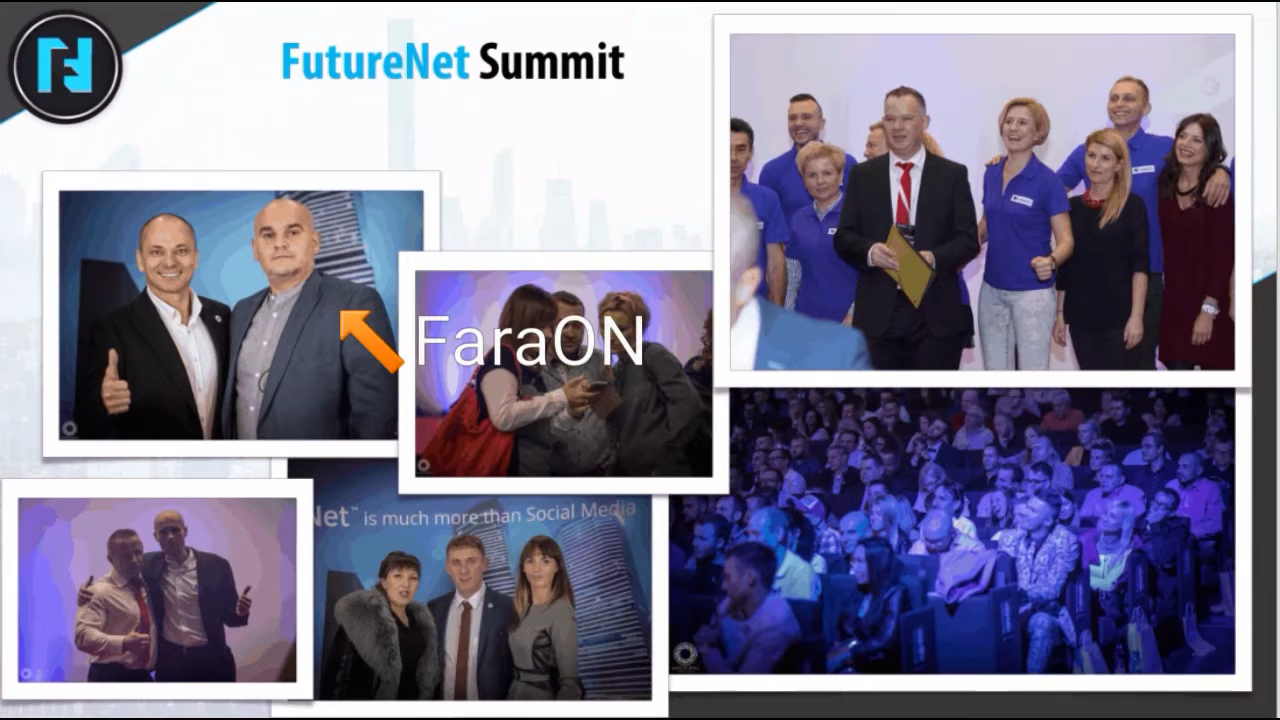 FutureNet Summit
FaraON
Net™ is much more than Social Media